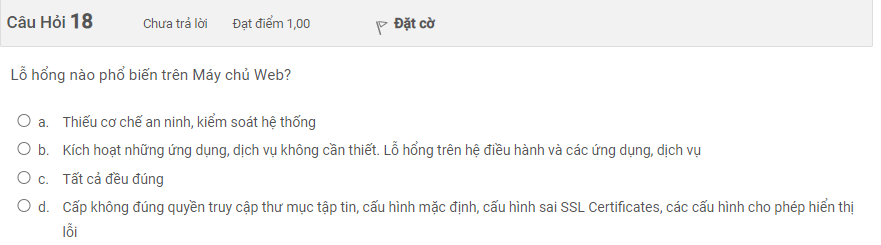 Câu Hỏi 18 Chưa trả lời Đạt điểm 1,00 Đặt cờ
Lỗ hổng nào phổ biến trên Máy chủ Web?
a. Thiếu cơ chế an ninh, kiểm soát hệ thống
b. Kích hoạt những ứng dụng, dịch vụ không cần thiết. Lỗ hổng trên hệ điều hành và các ứng dụng, dịch vụ
c. Tất cả đều đúng
d. Cấp không đúng quyền truy cập thư mục tập tin, cấu hình mặc định, cấu hình sai SSL Certificates, các cấu hình cho phép hiển thị
lỗi